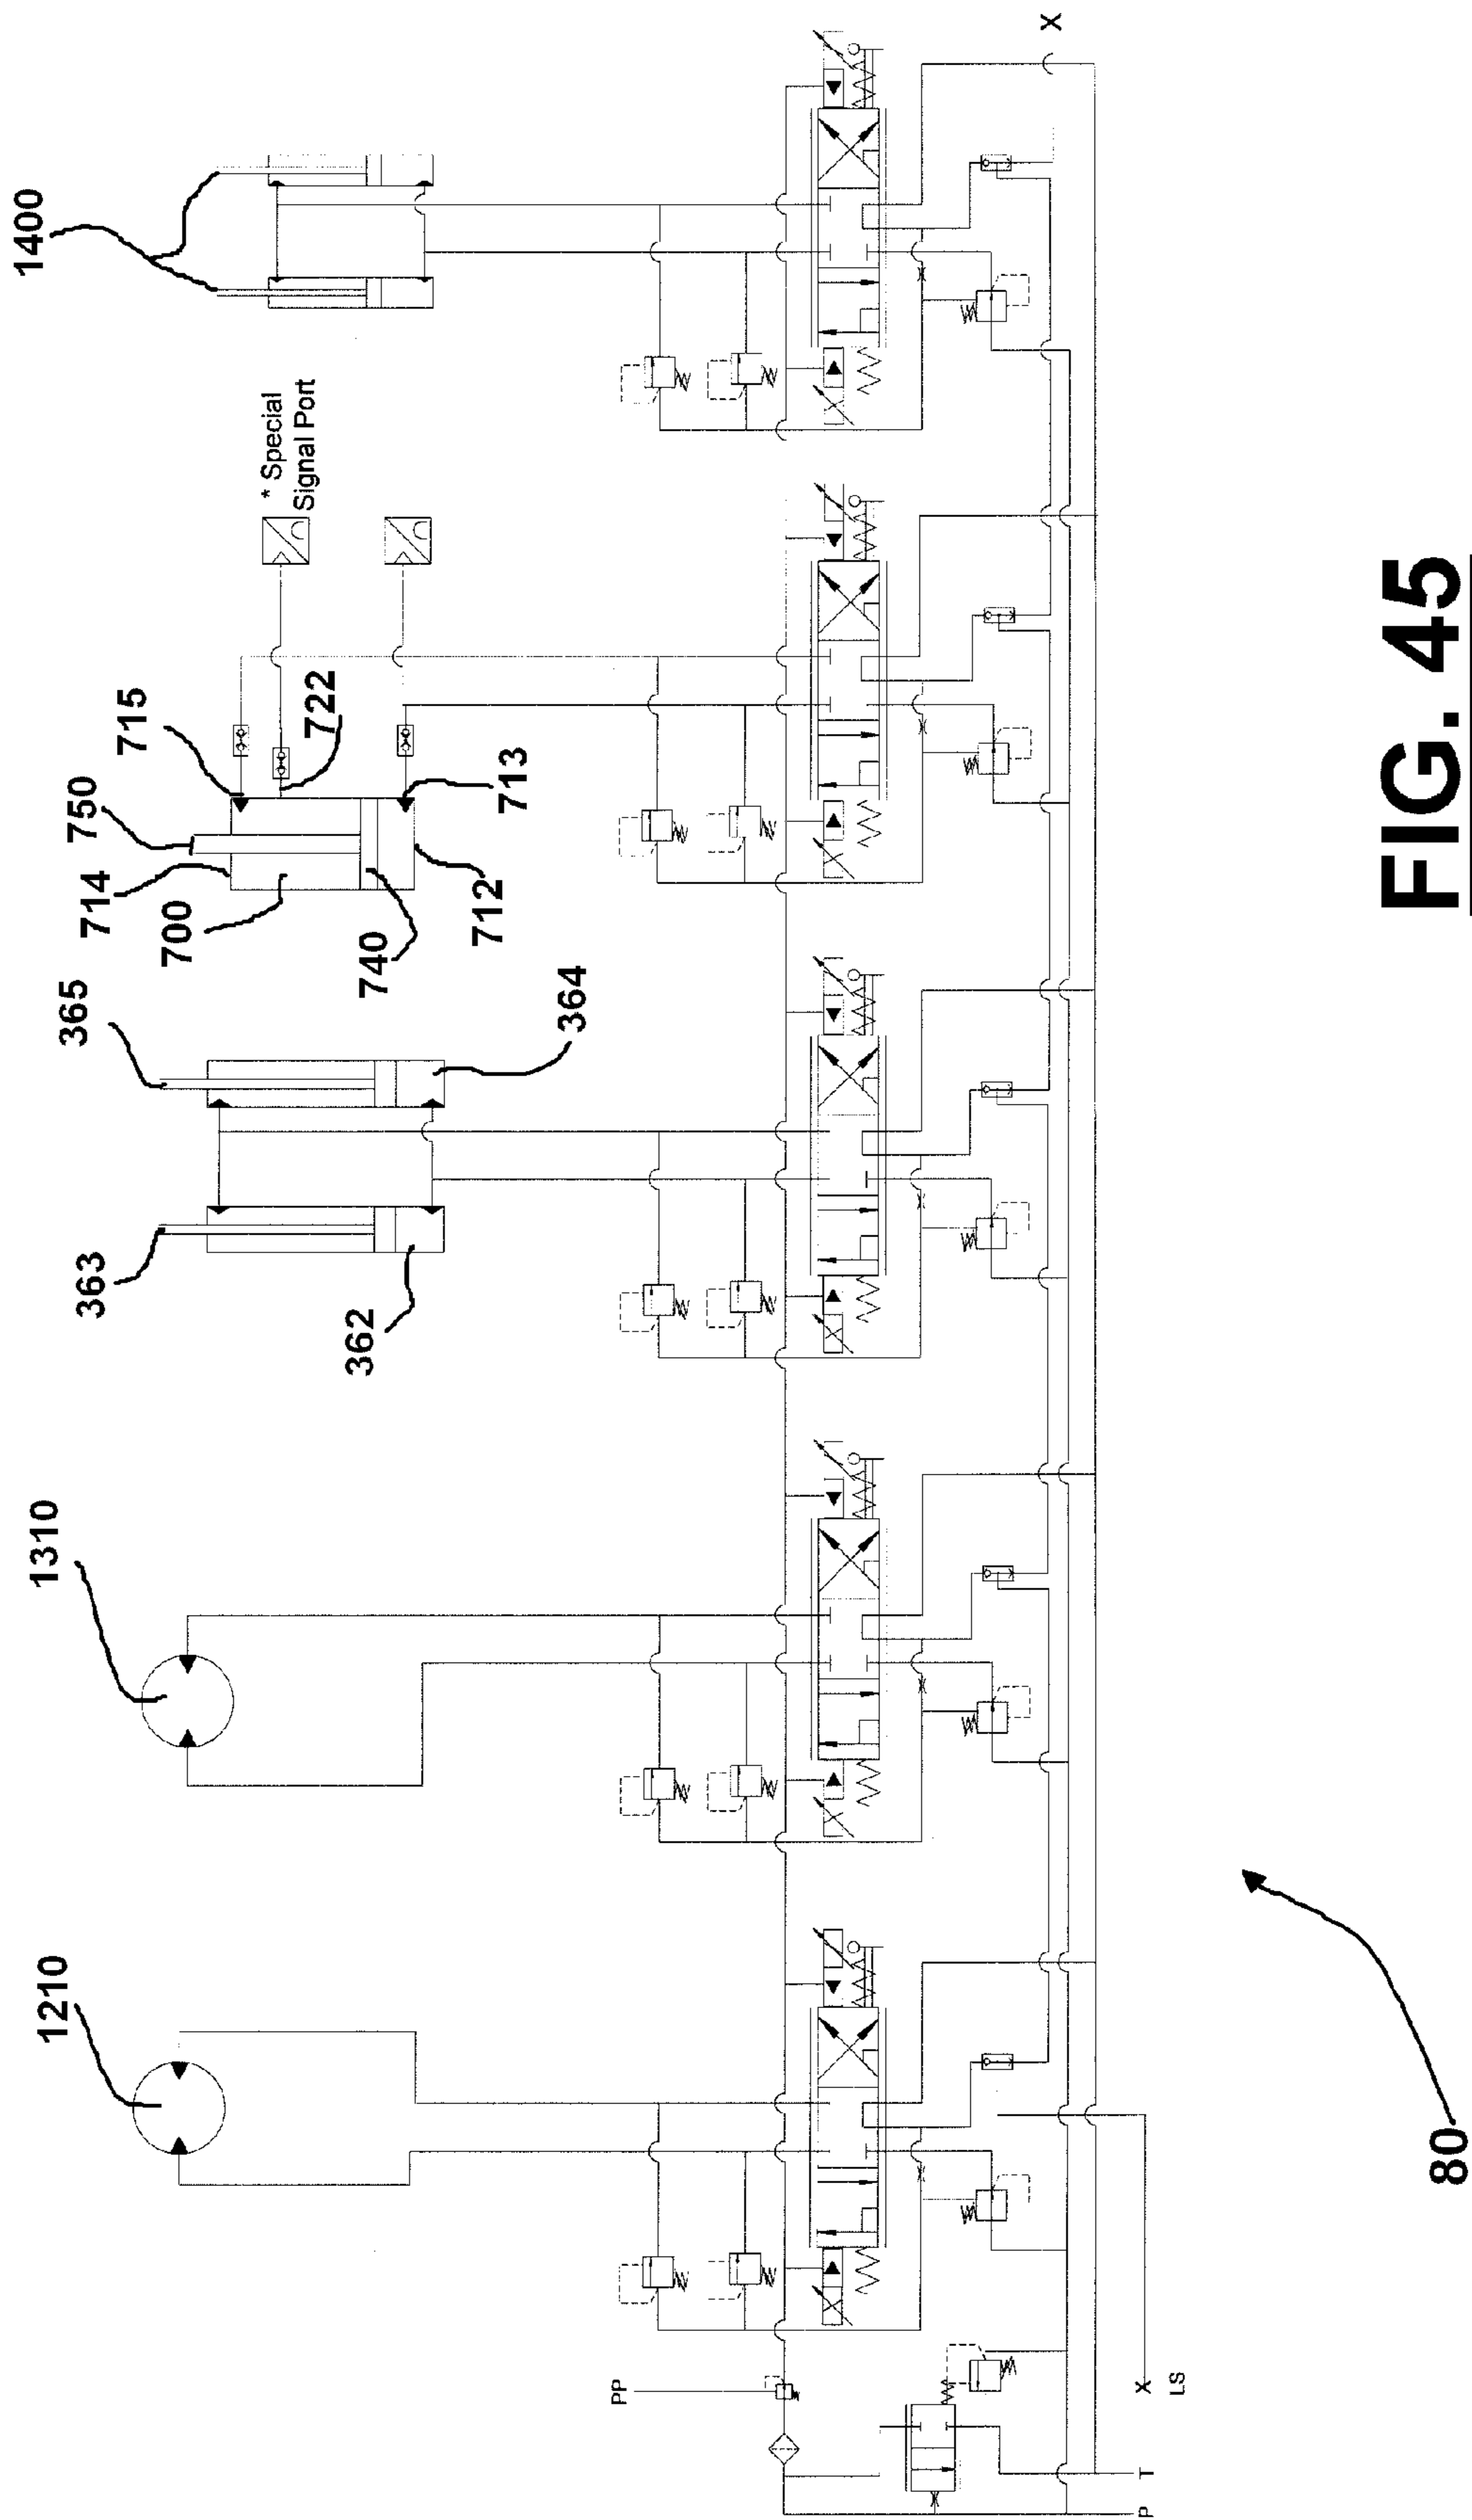 1400
* Special
Signal Port
715
722
750
714
713
700
712
740
365
364
363
362
1310
1210
X
PP
X
LS
T
P
80
FIG. 45